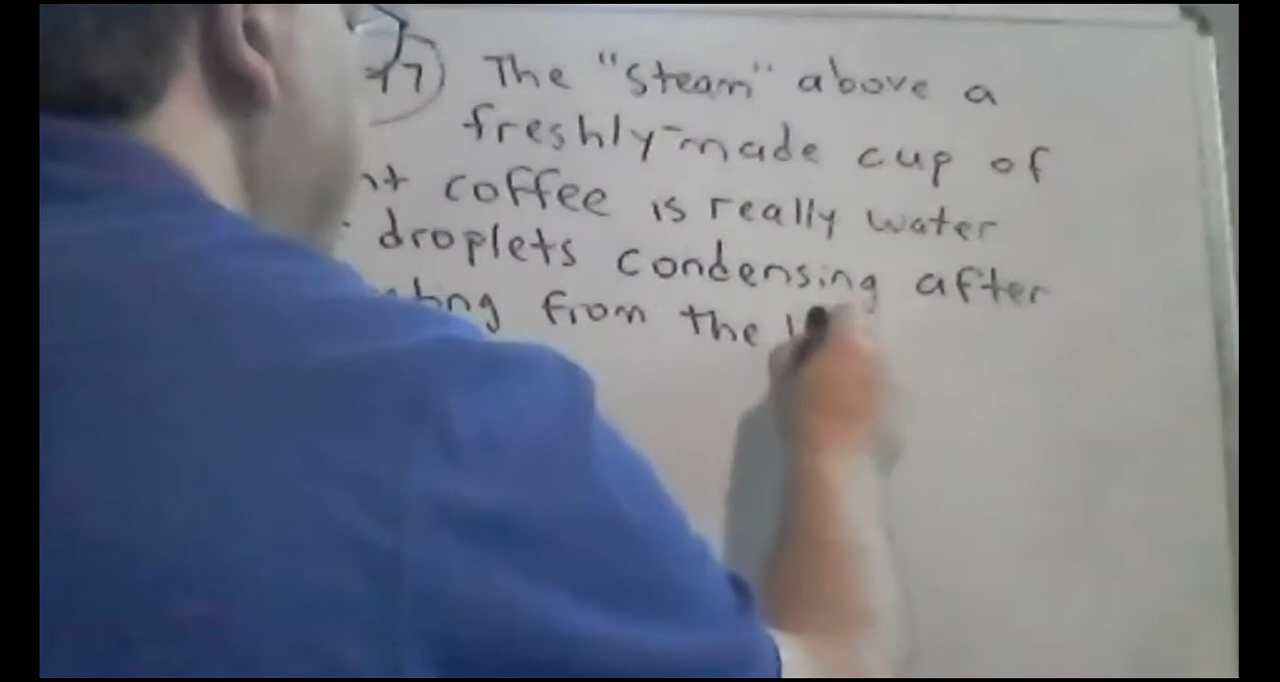 The "Steam" above a
freshly-made cup of
coffee is really water
droplets condensing after
from the